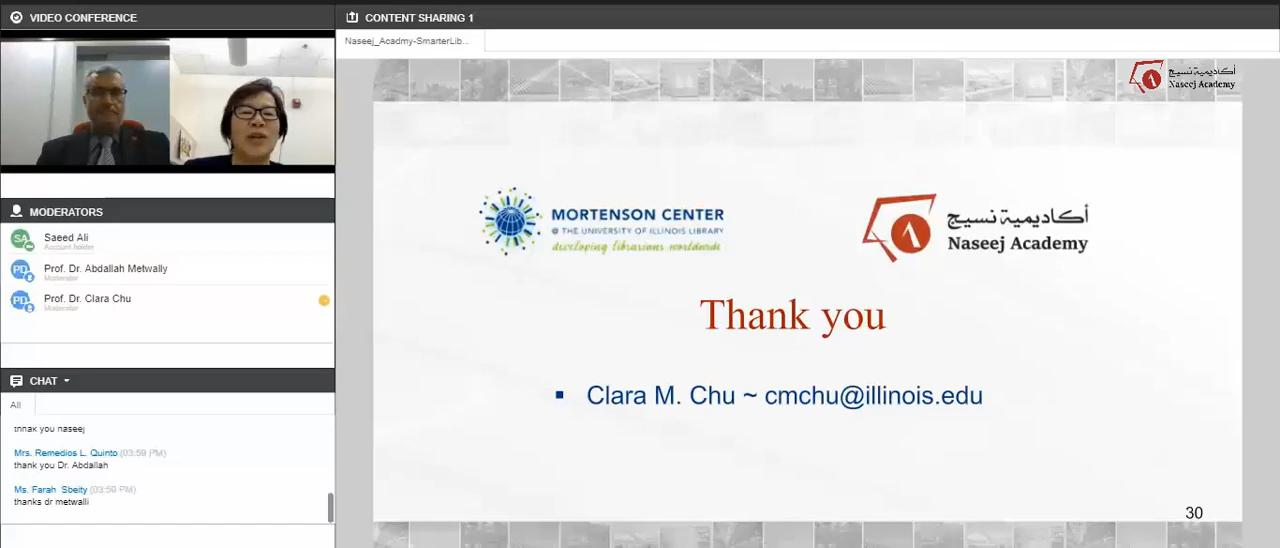 VIDEO CONFERENCE
MODERATORS
SA
Saeed Ali
Account holder
PD
Prof. Dr. Abdallah Metwally
Moderator
PD
Prof. Dr. Clara Chu
Moderator
CHAT
All
tnnak you naseej
Mrs. Remedios L. Quinto (03:59 PM)
thank you Dr. Abdallah
Ms. Farah Sbeity (03:59 PM)
thanks dr metwalli
CONTENT SHARING 1
Naseej_Acadmy-SmarterLib...
أكاديمية نسيج
Naseej Academy
MORTENSON CENTER
@ THE UNIVERSITY OF ILLINOIS LIBRARY
developing librarians worldwide
أكاديمية نسيج
Naseej Academy
Thank you
▪ Clara M. Chu ~ cmchu@illinois.edu
30